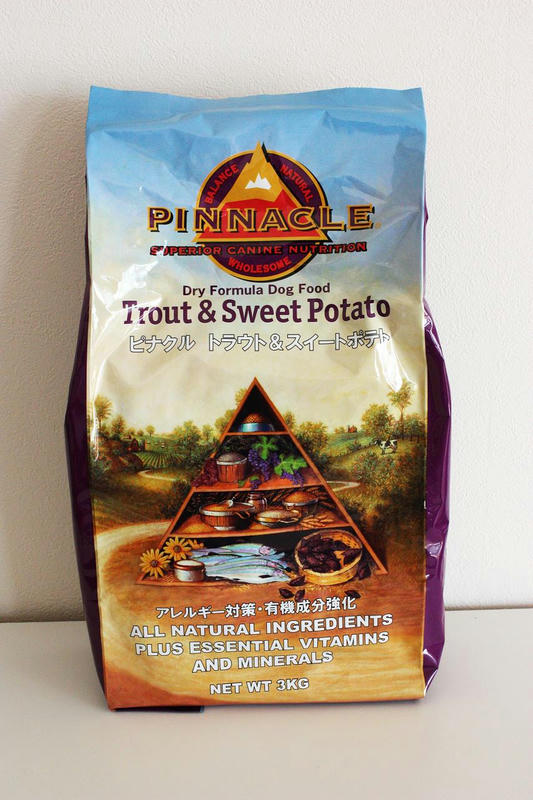 BALANCE NATURAL
PINNACLE
SUPERIOR CANINE NUTRITION
WHOLESOME
Dry Formula Dog Food
Trout & Sweet Potato
ピナクル トラウト&スイートポテト
アレルギー対策・有機成分強化
ALL NATURAL INGREDIENTS
PLUS ESSENTIAL VITAMINS
AND MINERALS
NET WT 3KG